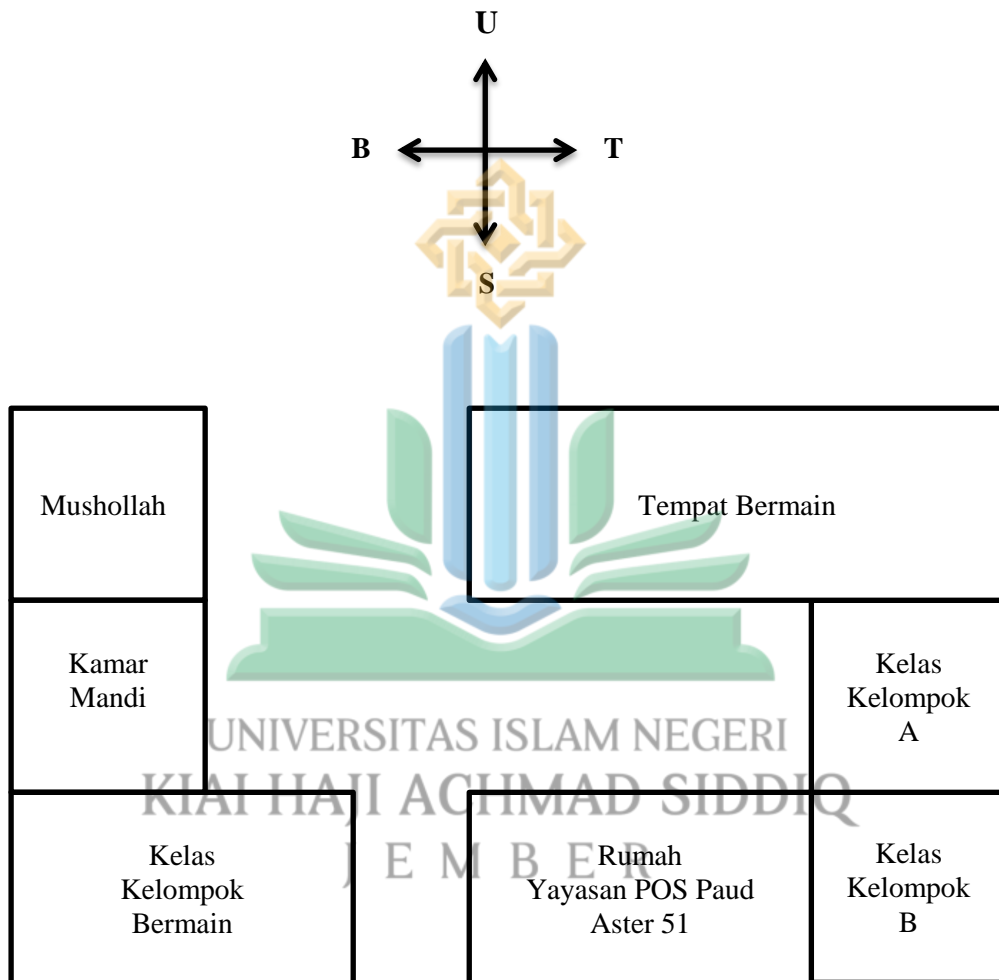 U
B T
S
Mushollah
Tempat Bermain
Kamar
Mandi
Kelas
Kelompok
A
UNIVERSITAS ISLAM NEGERI
KIAI HAJI ACHMAD SIDDIQ
JEMBER
Kelas
Kelompok
Bermain
Rumah
Yayasan POS Paud
Aster 51
Kelas
Kelompok
B